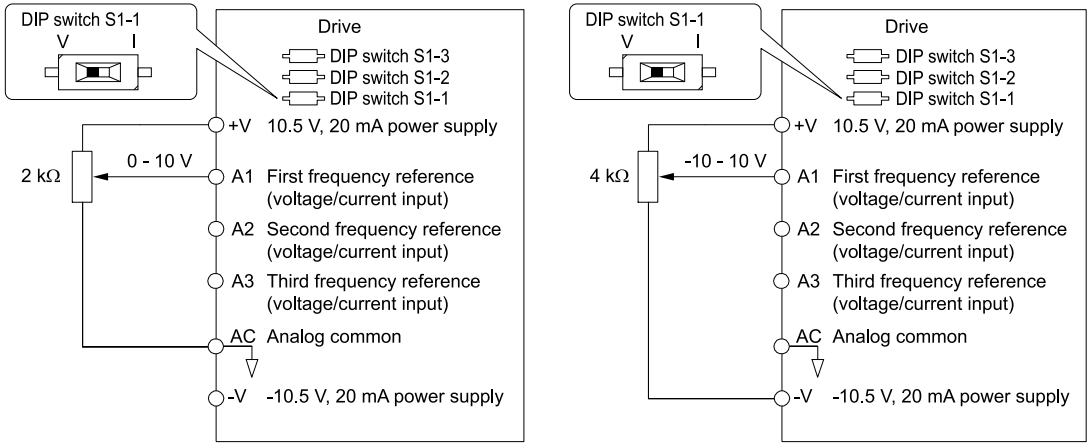 DIP switch S1-1
V I
Drive
DIP switch S1-3
DIP switch S1-2
DIP switch S1-1
+V 10.5 V, 20 mA power supply
2 kΩ
0 - 10 V
A1 First frequency reference
(voltage/current input)
A2 Second frequency reference
(voltage/current input)
A3 Third frequency reference
(voltage/current input)
AC Analog common
-V -10.5 V, 20 mA power supply
DIP switch S1-1
V I
Drive
DIP switch S1-3
DIP switch S1-2
DIP switch S1-1
+V 10.5 V, 20 mA power supply
4 kΩ
-10 - 10 V
A1 First frequency reference
(voltage/current input)
A2 Second frequency reference
(voltage/current input)
A3 Third frequency reference
(voltage/current input)
AC Analog common
-V -10.5 V, 20 mA power supply